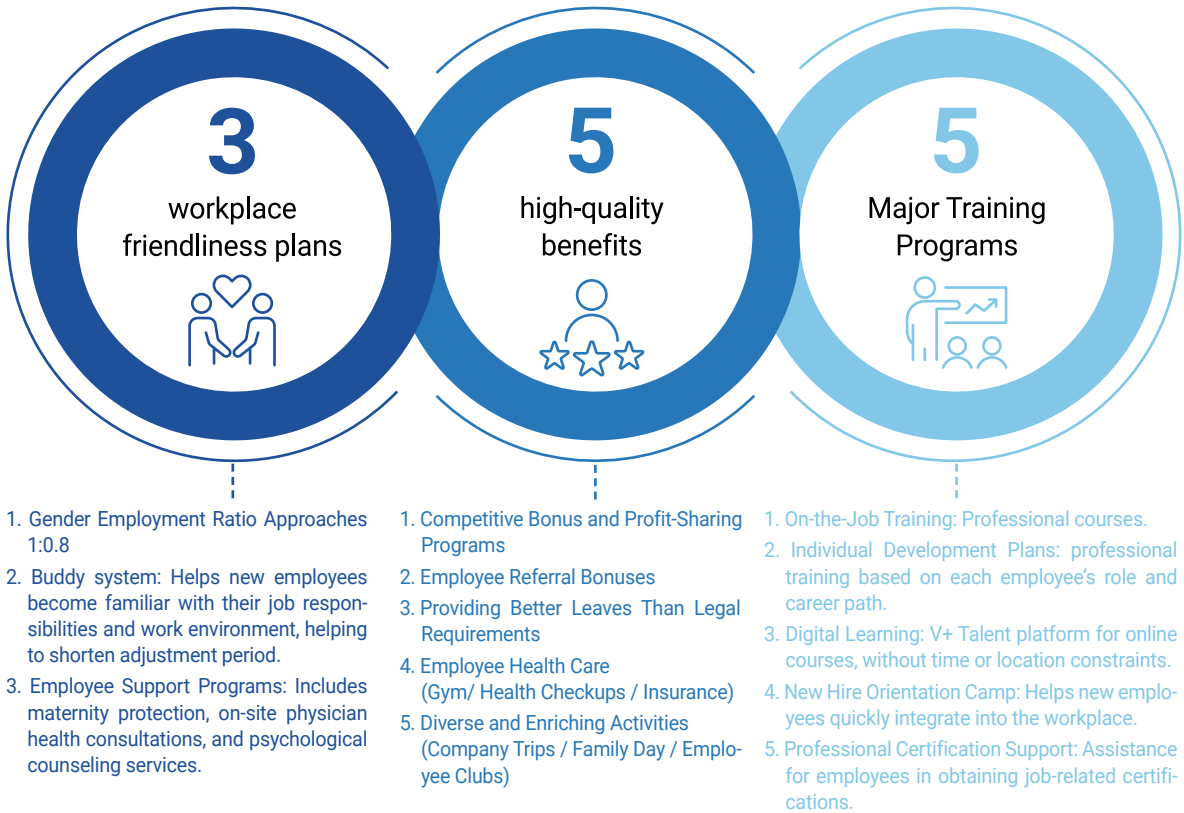 3
workplace
friendliness plans
5
high-quality
benefits
5
Major Training
Programs
1. Gender Employment Ratio Approaches
1:0.8
2. Buddy system: Helps new employees
become familiar with their job respon-
sibilities and work environment, helping
to shorten adjustment period.
3. Employee Support Programs: Includes
maternity protection, on-site physician
health consultations, and psychological
counseling services.
1. Competitive Bonus and Profit-Sharing
Programs
2. Employee Referral Bonuses
3. Providing Better Leaves Than Legal
Requirements
4. Employee Health Care
(Gym/ Health Checkups / Insurance)
5. Diverse and Enriching Activities
(Company Trips / Family Day / Emplo-
yee Clubs)
1. On-the-Job Training: Professional courses.
2. Individual Development Plans: professional
training based on each employee’s role and
career path.
3. Digital Learning: V+ Talent platform for online
courses, without time or location constraints.
4. New Hire Orientation Camp: Helps new emplo-
yees quickly integrate into the workplace.
5. Professional Certification Support: Assistance
for employees in obtaining job-related certifi-
cations.